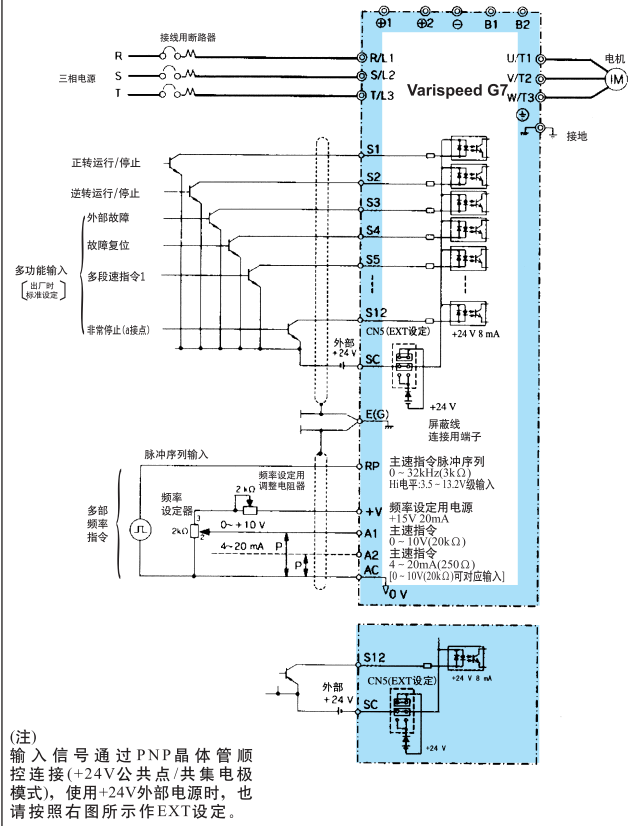 ⊕1 ⊕2 ⊖ B1 B2
接线用断路器
R R/L1 U/T1 电机
三相电源 S S/L2 Varispeed G7 V/T2 IM
T T/L3 W/T3
接地
S1
正转运行/停止
S2
逆转运行/停止
S3
外部故障
S4
故障复位
S5
多功能输入 多段速指令1
出厂时
标准设定
S12
非常停止(a接点) CN5(EXT设定) +24 V 8 mA
外部
+24 V SC
+24 V
E(G) 屏蔽线
连接用端子
脉冲序列输入 RP 主速指令脉冲序列
0~32kHz(3kΩ)
Hi电平:3.5~13.2V级输入
频率设定用
调整电阻器
2kΩ
多部
频率
指令
频率
设定器
+V 频率设定用电源
+15V 20mA
3
2kΩ 2 0~+10 V A1 主速指令
0~10V(20kΩ)
4~20 mA P A2 主速指令
4~20mA(250Ω)
P AC [0~10V(20kΩ)可对应输入]
0 V
S12
CN5(EXT设定) +24 V 8 mA
外部
+24 V SC
+24 V
(注)
输入信号通过PNP晶体管顺
控连接(+24V公共点/共集电极
模式)，使用+24V外部电源时，也
请按照右图所示作EXT设定。